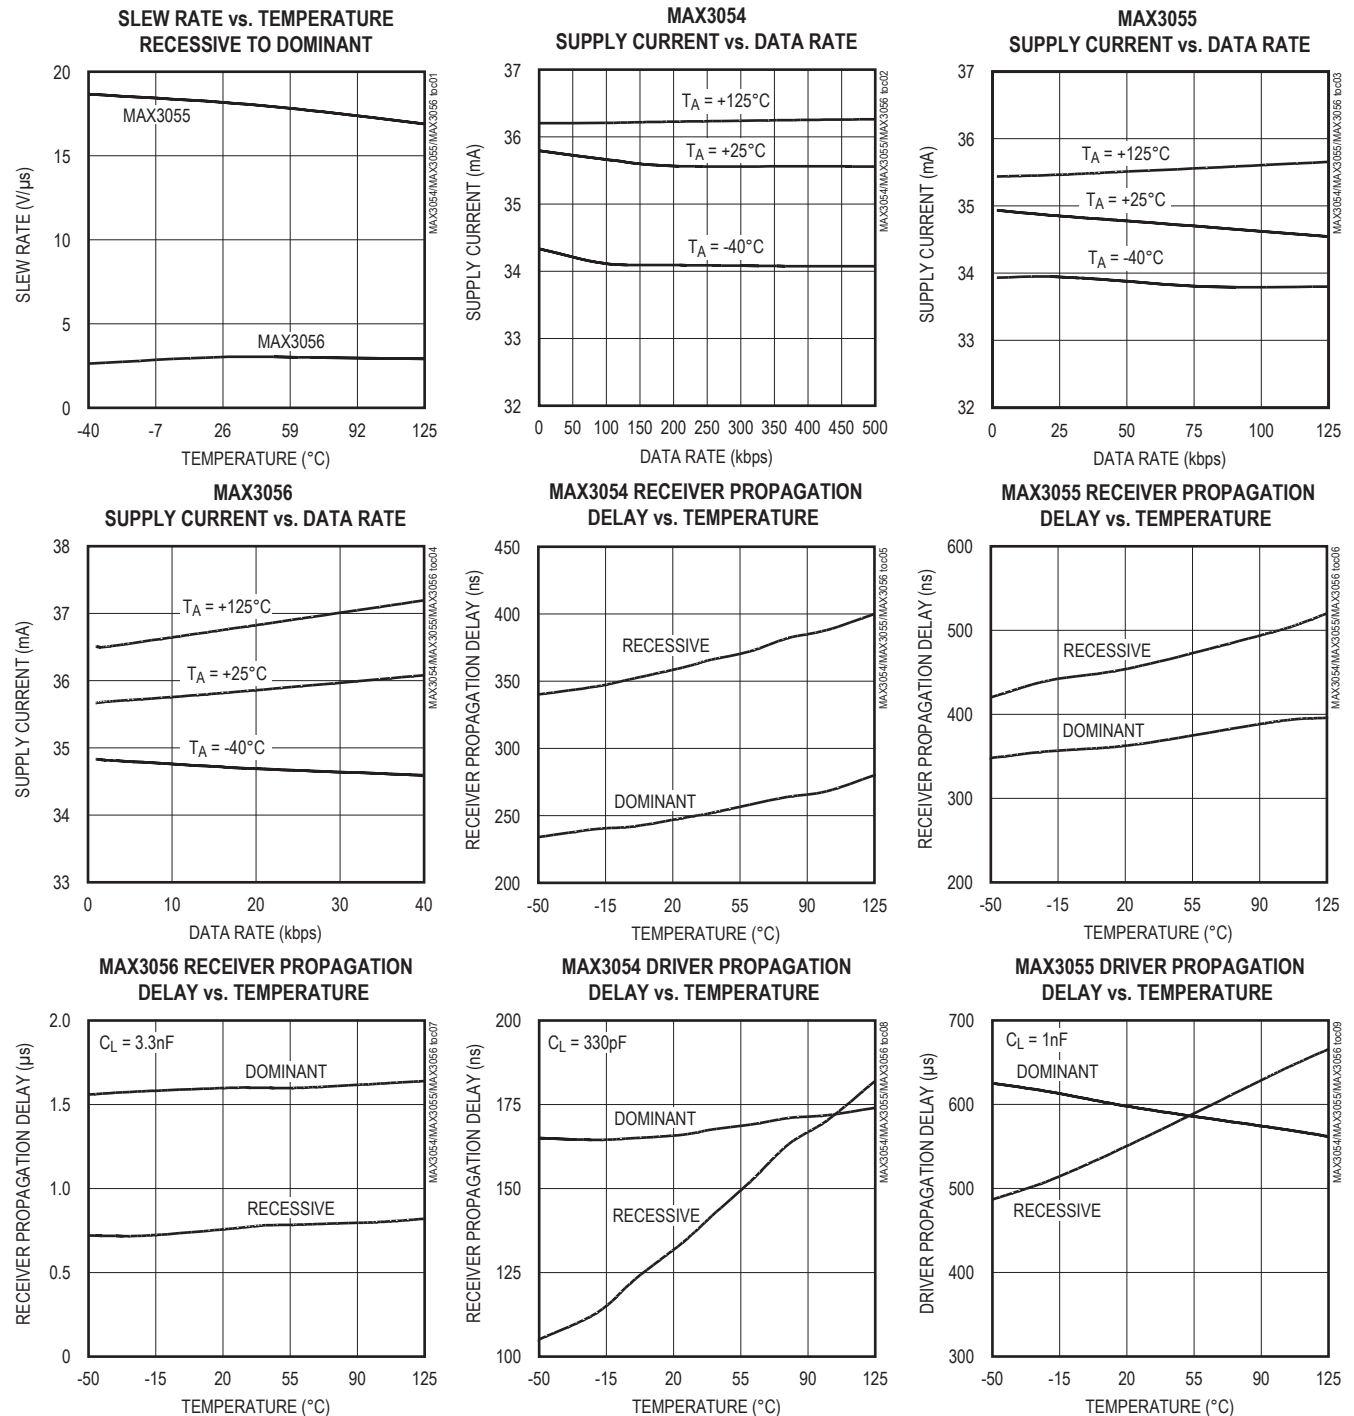 SLEW RATE vs. TEMPERATURE
RECESSIVE TO DOMINANT
SLEW RATE (V/µs)
20
15
10
5
0
MAX3055
MAX3056
MAX3054/MAX3055/MAX3056 toc01
-40 -7 26 59 92 125
TEMPERATURE (°C)
MAX3054
SUPPLY CURRENT vs. DATA RATE
SUPPLY CURRENT (mA)
37
36
35
34
33
32
TA = +125°C
TA = +25°C
TA = -40°C
MAX3054/MAX3055/MAX3056 toc02
0 50 100 150 200 250 300 350 400 450 500
DATA RATE (kbps)
MAX3055
SUPPLY CURRENT vs. DATA RATE
SUPPLY CURRENT (mA)
37
36
35
34
33
32
TA = +125°C
TA = +25°C
TA = -40°C
MAX3054/MAX3055/MAX3056 toc03
0 25 50 75 100 125
DATA RATE (kbps)
MAX3056
SUPPLY CURRENT vs. DATA RATE
SUPPLY CURRENT (mA)
38
37
36
35
34
33
TA = +125°C
TA = +25°C
TA = -40°C
MAX3054/MAX3055/MAX3056 toc04
0 10 20 30 40
DATA RATE (kbps)
MAX3054 RECEIVER PROPAGATION
DELAY vs. TEMPERATURE
RECEIVER PROPAGATION DELAY (ns)
450
400
350
300
250
200
RECESSIVE
DOMINANT
MAX3054/MAX3055/MAX3056 toc05
-50 -15 20 55 90 125
TEMPERATURE (°C)
MAX3055 RECEIVER PROPAGATION
DELAY vs. TEMPERATURE
RECEIVER PROPAGATION DELAY (ns)
600
500
400
300
200
RECESSIVE
DOMINANT
MAX3054/MAX3055/MAX3056 toc06
-50 -15 20 55 90 125
TEMPERATURE (°C)
MAX3056 RECEIVER PROPAGATION
DELAY vs. TEMPERATURE
RECEIVER PROPAGATION DELAY (µs)
2.0
1.5
1.0
0.5
0
CL = 3.3nF
DOMINANT
RECESSIVE
MAX3054/MAX3055/MAX3056 toc07
-50 -15 20 55 90 125
TEMPERATURE (°C)
MAX3054 DRIVER PROPAGATION
DELAY vs. TEMPERATURE
RECEIVER PROPAGATION DELAY (ns)
200
175
150
125
100
CL = 330pF
DOMINANT
RECESSIVE
MAX3054/MAX3055/MAX3056 toc08
-50 -15 20 55 90 125
TEMPERATURE (°C)
MAX3055 DRIVER PROPAGATION
DELAY vs. TEMPERATURE
DRIVER PROPAGATION DELAY (µs)
700
600
500
400
300
CL = 1nF
DOMINANT
RECESSIVE
MAX3054/MAX3055/MAX3056 toc09
-50 -15 20 55 90 125
TEMPERATURE (°C)